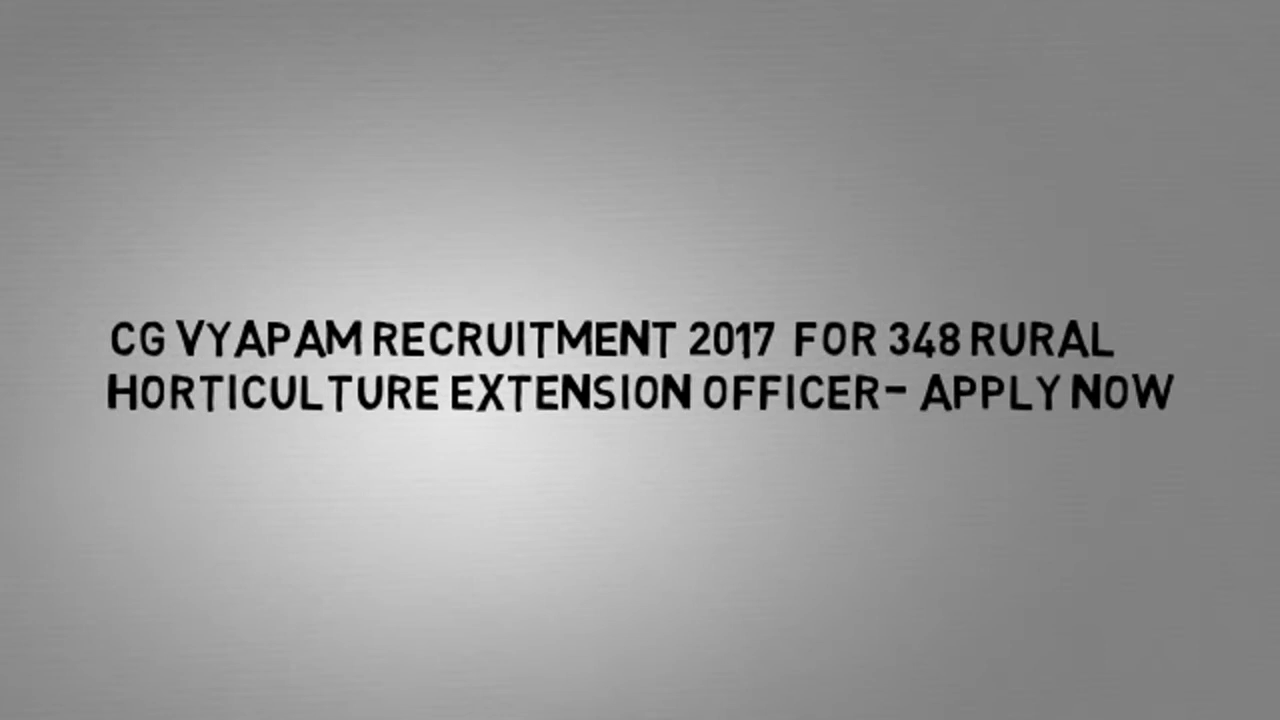 CG VYAPAM RECRUITMENT 2017 FOR 348 RURAL
HORTICULTURE EXTENSION OFFICER- APPLY NOW